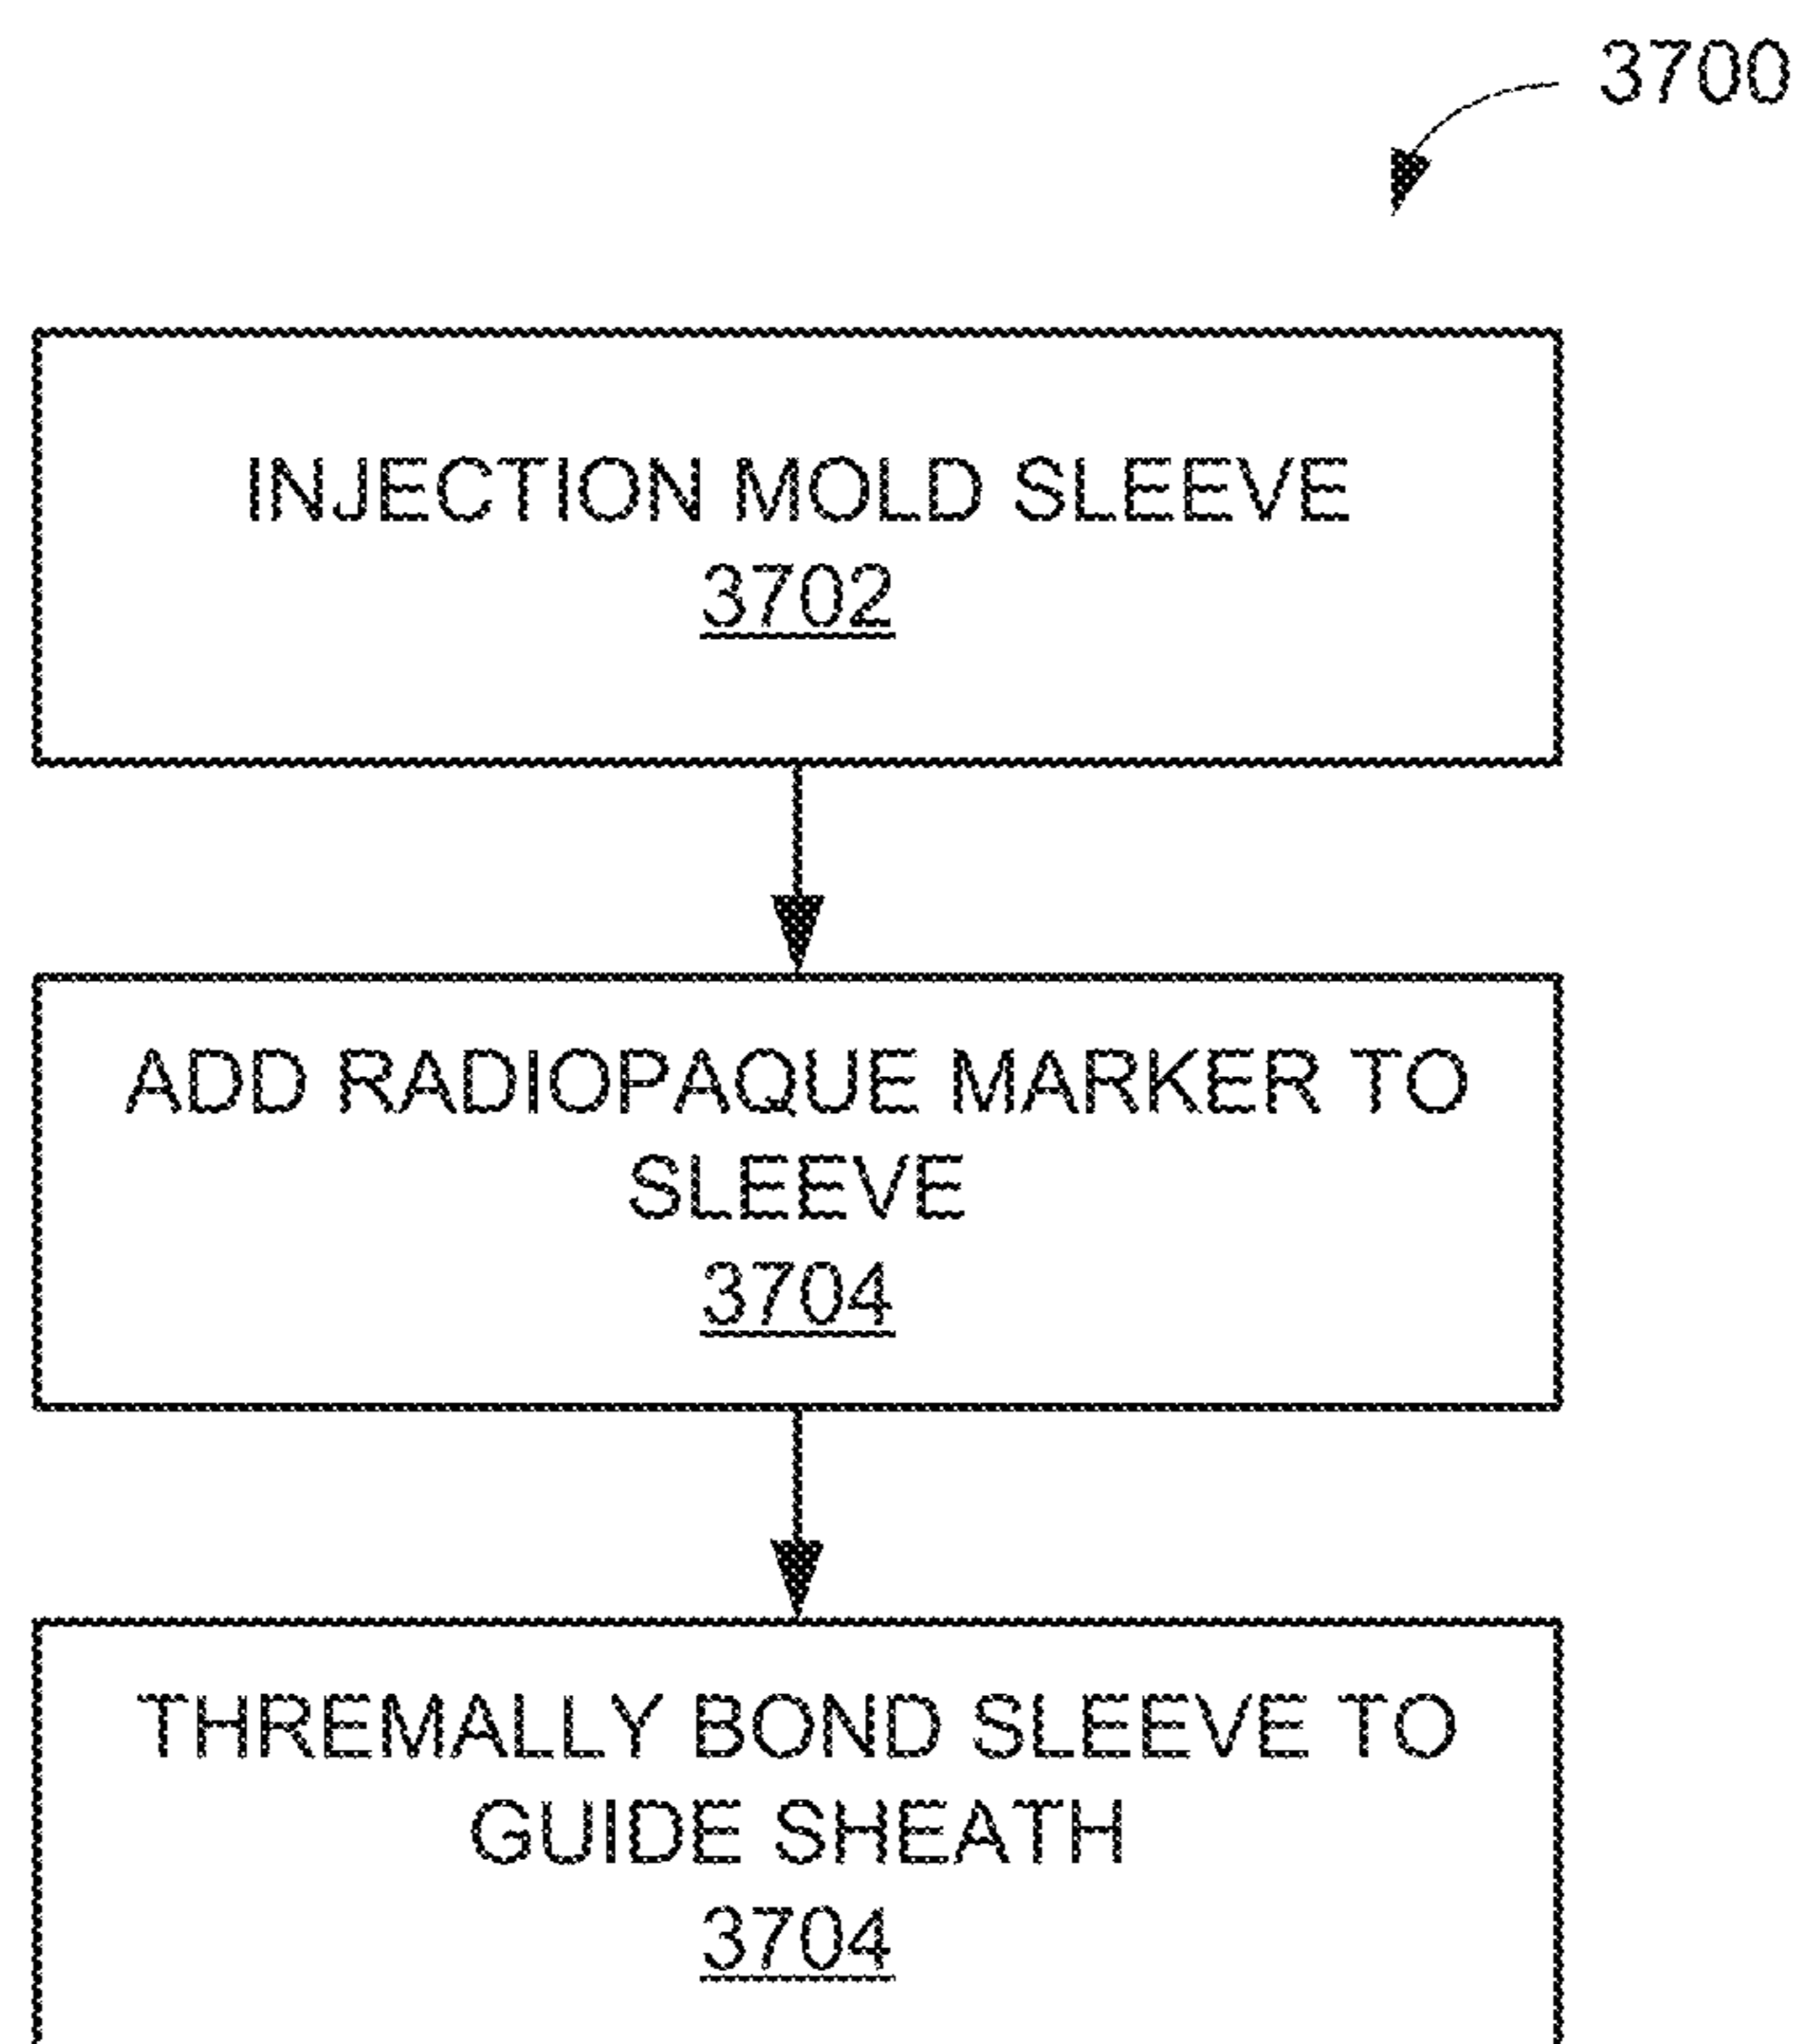 3700
INJECTION MOLD SLEEVE
3702
ADD RADIOPAQUE MARKER TO
SLEEVE
3704
THREMALLY BOND SLEEVE TO
GUIDE SHEATH
3704